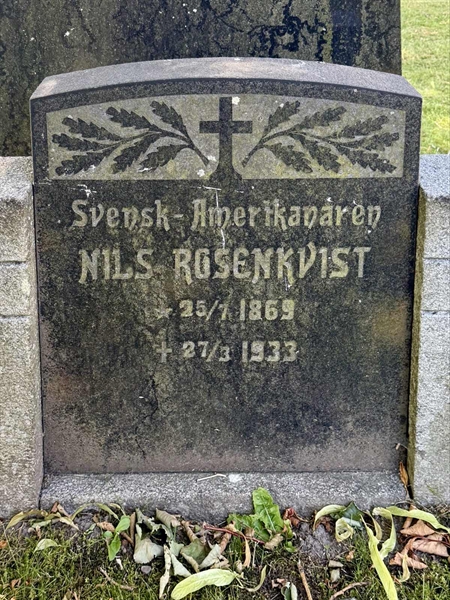 Svensk-Amerikanaren
NILS ROSENKVIST
* 25/7 1869
+ 27/3 1933